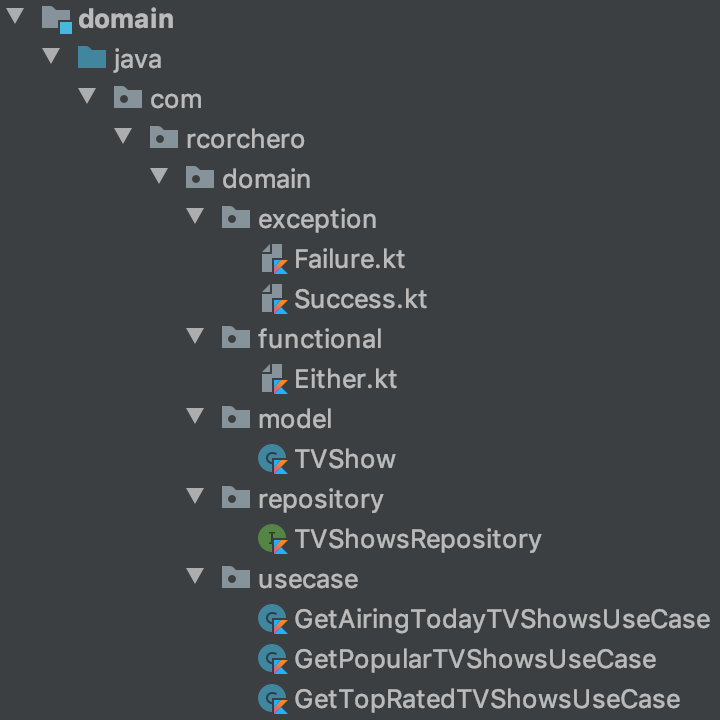 domain
java
com
rcorchero
domain
exception
Failure.kt
Success.kt
functional
Either.kt
model
TVShow
repository
TVShowsRepository
usecase
GetAiringTodayTVShowsUseCase
GetPopularTVShowsUseCase
GetTopRatedTVShowsUseCase